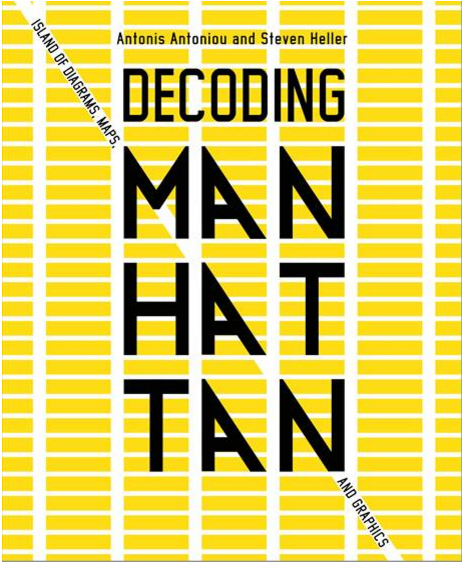 Antonis Antoniou and Steven Heller
DECODING
MAN
HAT
TAN
ISLAND OF DIAGRAMS, MAPS,
AND GRAPHICS